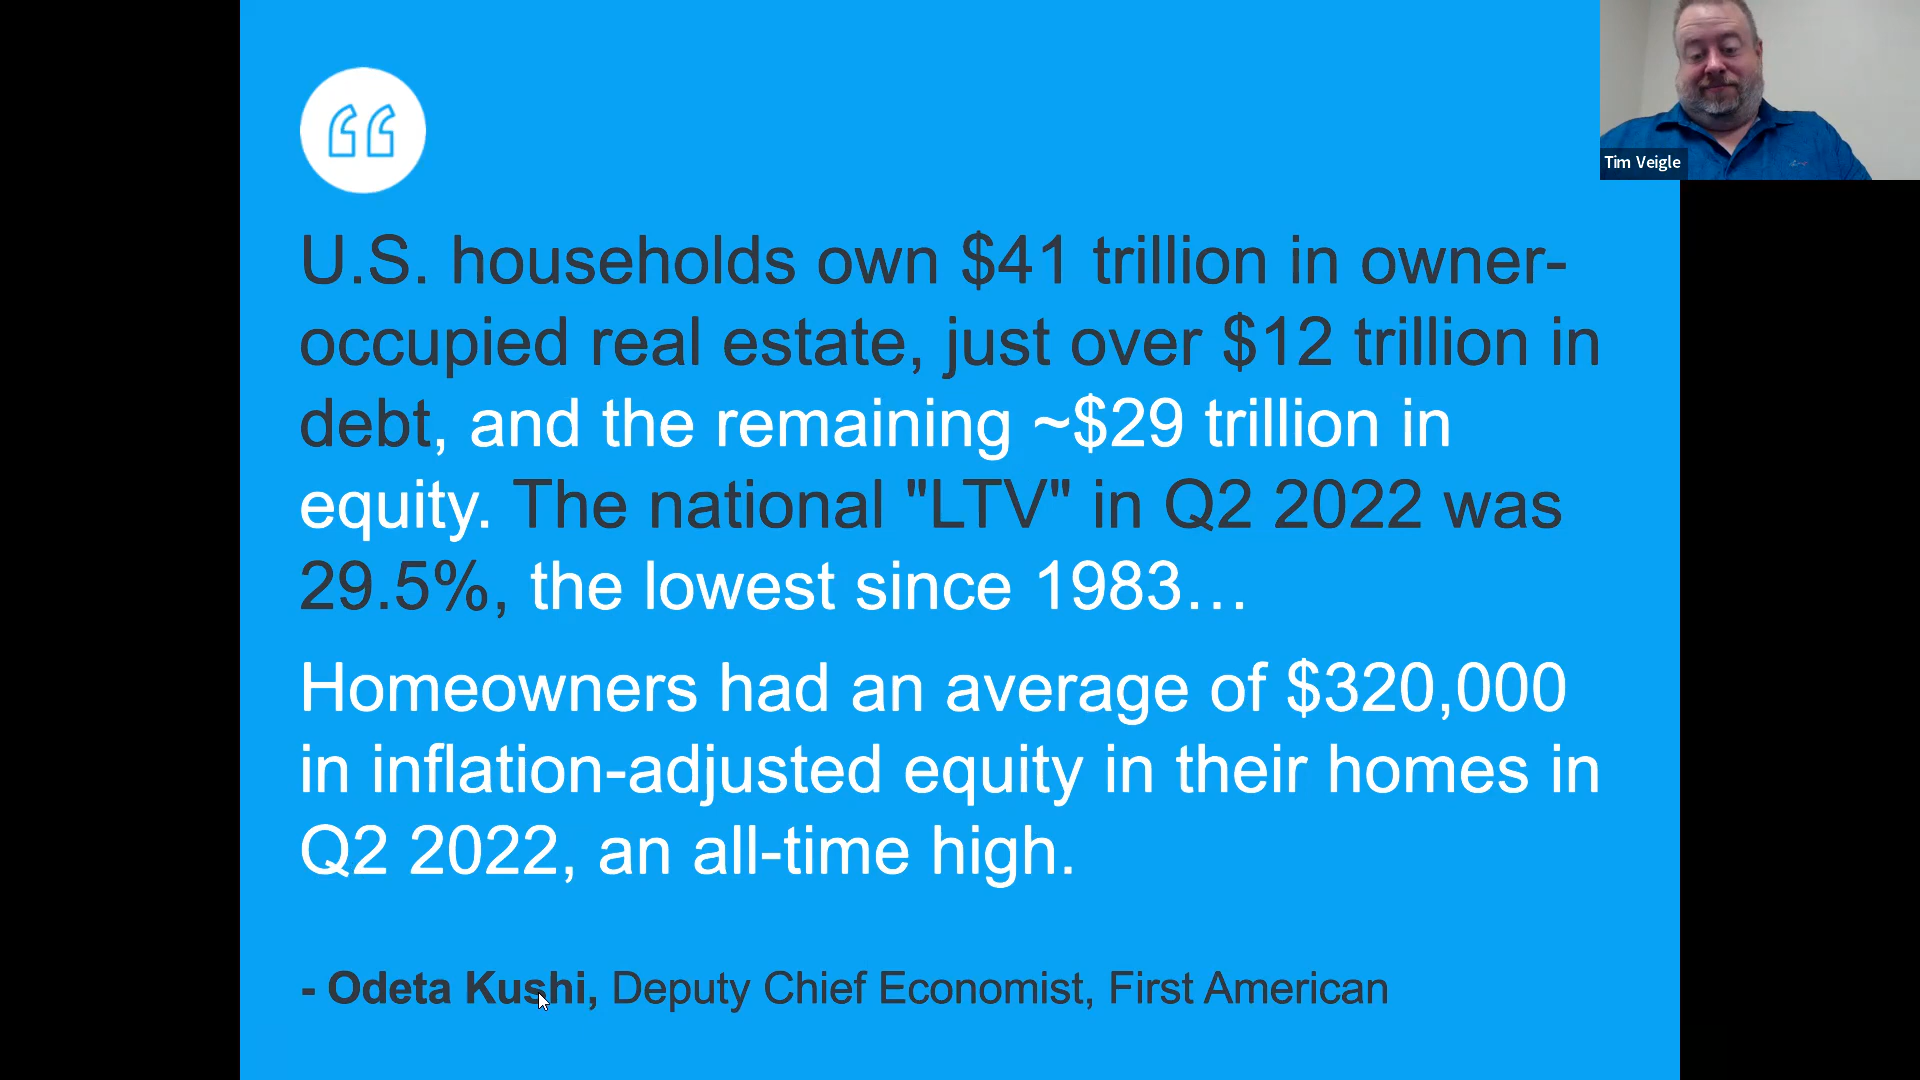 Tim Veigle
U.S. households own $41 trillion in owner-
occupied real estate, just over $12 trillion in
debt, and the remaining ~$29 trillion in
equity. The national "LTV" in Q2 2022 was
29.5%, the lowest since 1983…
Homeowners had an average of $320,000
in inflation-adjusted equity in their homes in
Q2 2022, an all-time high.
- Odeta Kushi, Deputy Chief Economist, First American